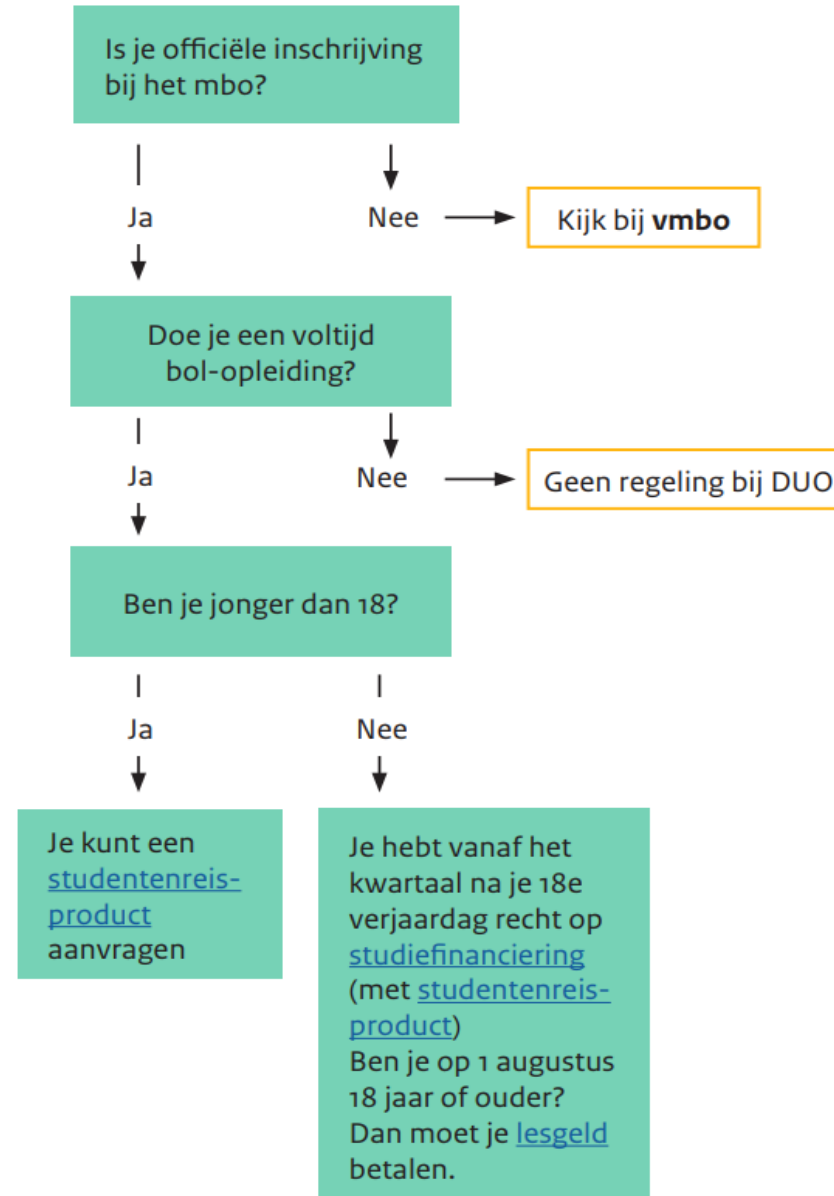 Is je officiële inschrijving
bij het mbo?
Ja
Nee
Kijk bij vmbo
Doe je een voltijd
bol-opleiding?
Ja
Nee
Geen regeling bij DUO
Ben je jonger dan 18?
Ja
Nee
Je kunt een
studentenreis-
product
aanvragen
Je hebt vanaf het
kwartaal na je 18e
verjaardag recht op
studiefinanciering
(met studentenreis-
product)
Ben je op 1 augustus
18 jaar of ouder?
Dan moet je lesgeld
betalen.